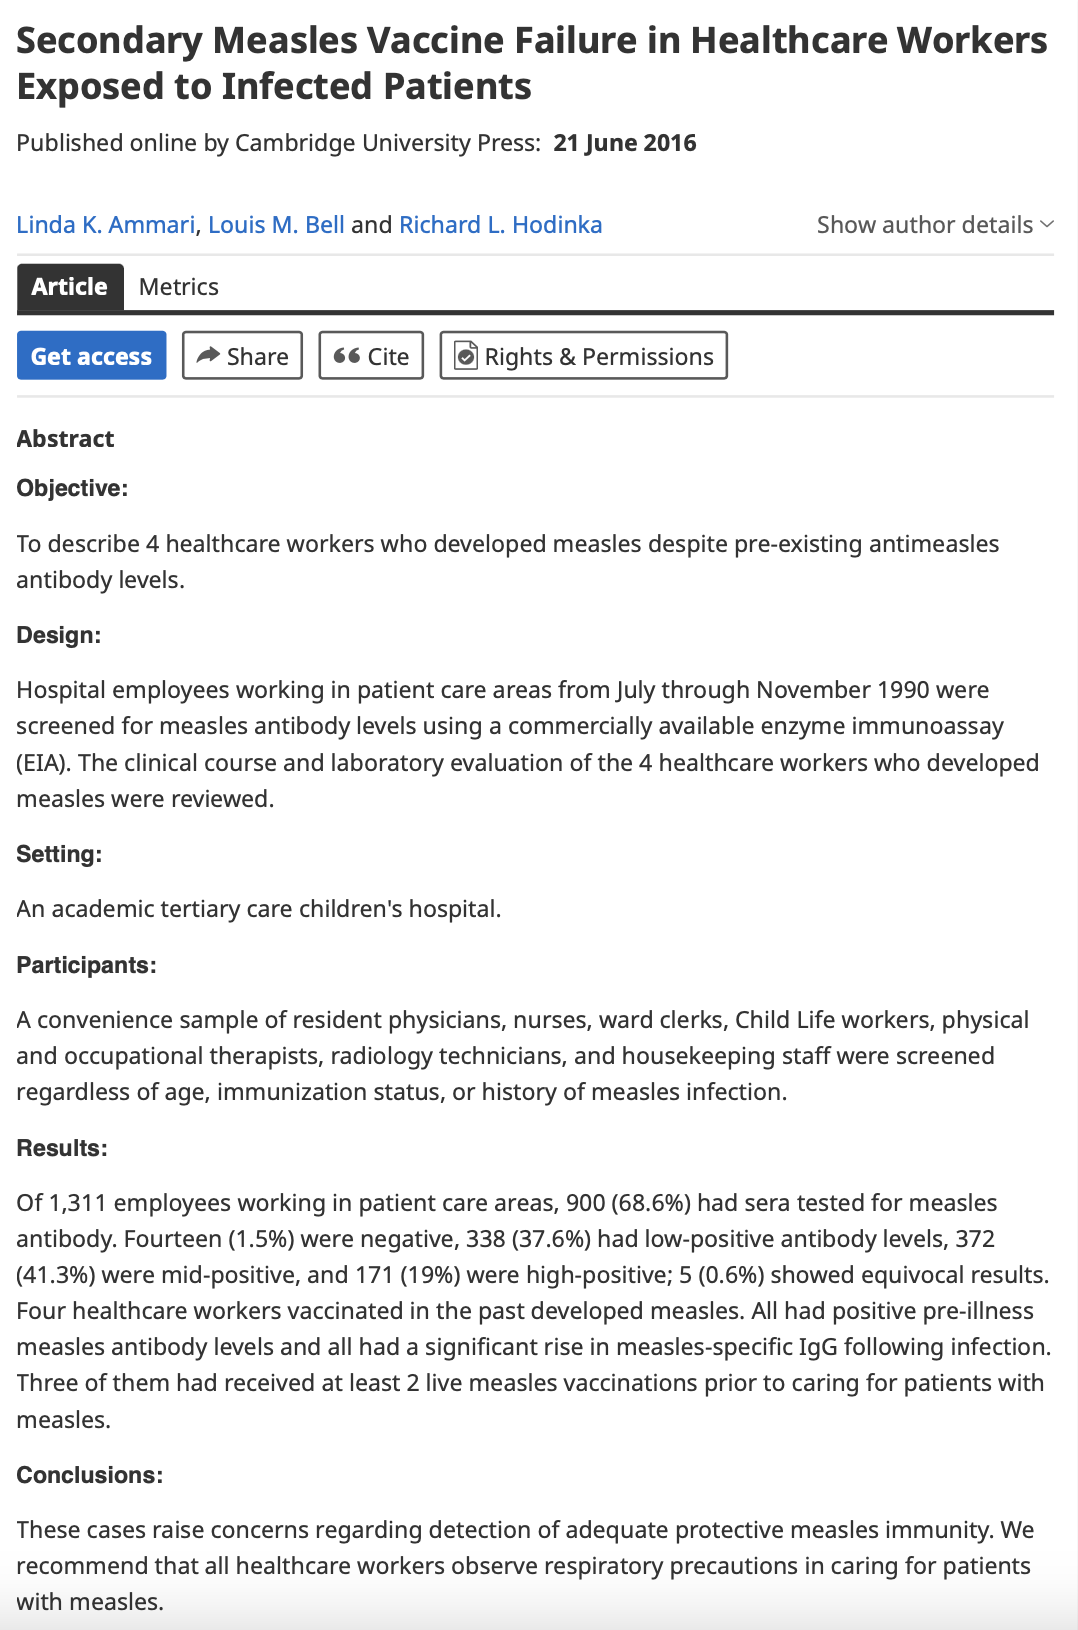 Secondary Measles Vaccine Failure in Healthcare Workers
Exposed to Infected Patients
Published online by Cambridge University Press: 21 June 2016
Linda K. Ammari, Louis M. Bell and Richard L. Hodinka
Show author details
Article
Metrics
Get access
Share
Cite
Rights & Permissions
Abstract
Objective:
To describe 4 healthcare workers who developed measles despite pre-existing antimeasles
antibody levels.
Design:
Hospital employees working in patient care areas from July through November 1990 were
screened for measles antibody levels using a commercially available enzyme immunoassay
(EIA). The clinical course and laboratory evaluation of the 4 healthcare workers who developed
measles were reviewed.
Setting:
An academic tertiary care children's hospital.
Participants:
A convenience sample of resident physicians, nurses, ward clerks, Child Life workers, physical
and occupational therapists, radiology technicians, and housekeeping staff were screened
regardless of age, immunization status, or history of measles infection.
Results:
Of 1,311 employees working in patient care areas, 900 (68.6%) had sera tested for measles
antibody. Fourteen (1.5%) were negative, 338 (37.6%) had low-positive antibody levels, 372
(41.3%) were mid-positive, and 171 (19%) were high-positive; 5 (0.6%) showed equivocal results.
Four healthcare workers vaccinated in the past developed measles. All had positive pre-illness
measles antibody levels and all had a significant rise in measles-specific IgG following infection.
Three of them had received at least 2 live measles vaccinations prior to caring for patients with
measles.
Conclusions:
These cases raise concerns regarding detection of adequate protective measles immunity. We
recommend that all healthcare workers observe respiratory precautions in caring for patients
with measles.